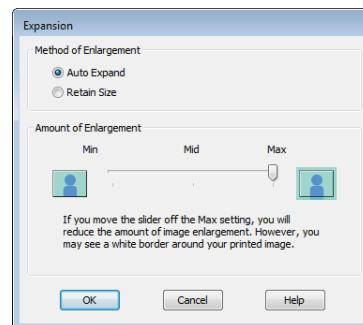 Expansion
Method of Enlargement
Auto Expand
Retain Size
Amount of Enlargement
Min Mid Max
If you move the slider off the Max setting, you will
reduce the amount of image enlargement. However, you
may see a white border around your printed image.
OK Cancel Help